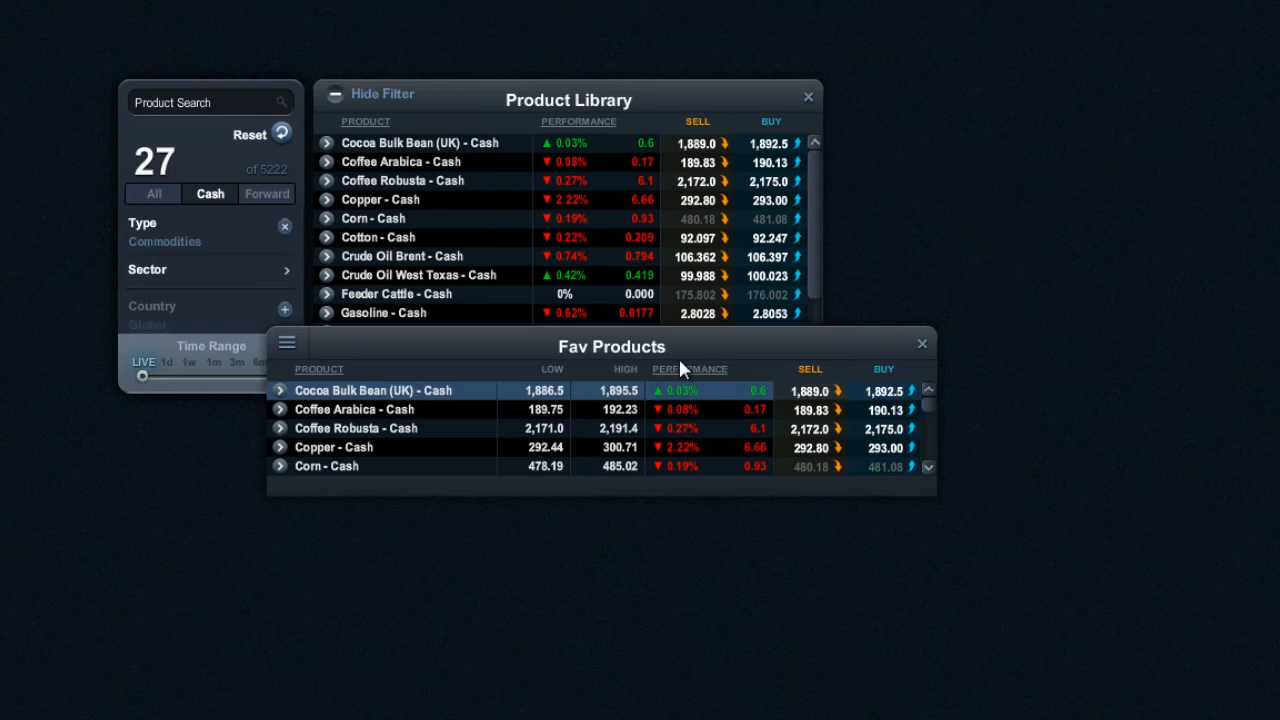 Product Search
Reset
27 of 5222
All Cash Forward
Type
Commodities
Sector
Country
Global
Time Range
LIVE 1d 1w 1m 3m
Hide Filter
Product Library
PRODUCT PERFORMANCE SELL BUY
Cocoa Bulk Bean (UK) - Cash 0.03% 0.6 1,889.0 1,892.5
Coffee Arabica - Cash 0.08% 0.17 189.83 190.13
Coffee Robusta - Cash 0.27% 6.1 2,172.0 2,175.0
Copper - Cash 2.22% 6.66 292.80 293.00
Corn - Cash 0.19% 0.93 480.18 481.08
Cotton - Cash 0.22% 0.209 92.097 92.247
Crude Oil Brent - Cash 0.74% 0.794 106.362 106.397
Crude Oil West Texas - Cash 0.42% 0.419 99.988 100.023
Feeder Cattle - Cash 0% 0.000 175.802 176.002
Gasoline - Cash 0.62% 0.0177 2.8028 2.8053
Fav Products
PRODUCT LOW HIGH PERFORMANCE SELL BUY
Cocoa Bulk Bean (UK) - Cash 1,886.5 1,895.5 0.03% 0.6 1,889.0 1,892.5
Coffee Arabica - Cash 189.75 192.23 0.08% 0.17 189.83 190.13
Coffee Robusta - Cash 2,171.0 2,191.4 0.27% 6.1 2,172.0 2,175.0
Copper - Cash 292.44 300.71 2.22% 6.66 292.80 293.00
Corn - Cash 478.19 485.02 0.19% 0.93 480.18 481.08